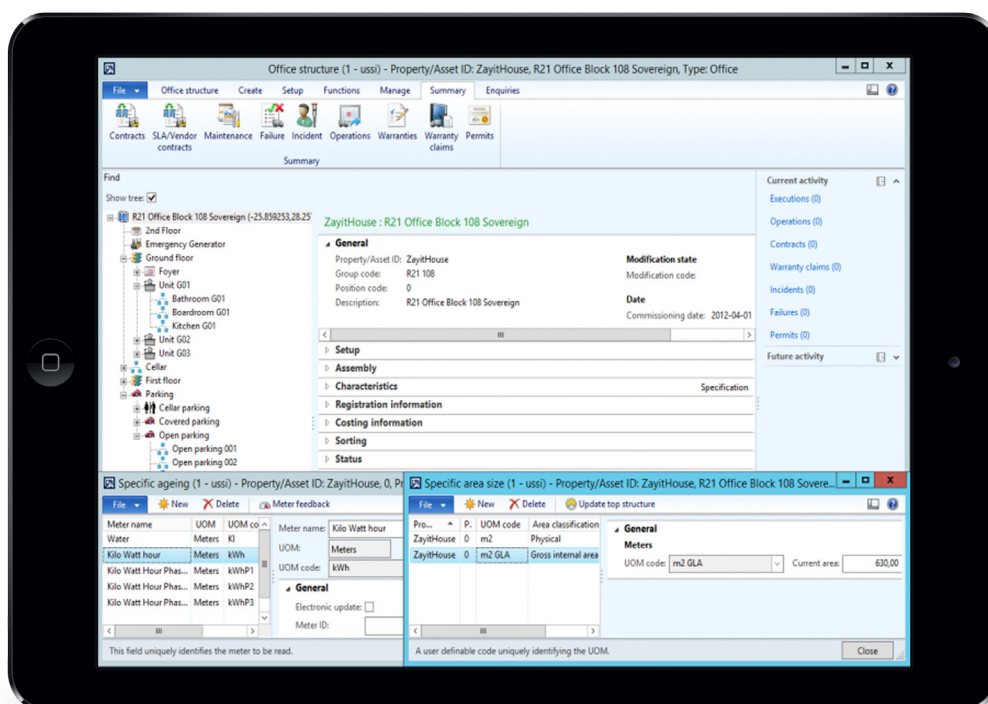 Office structure (1 - ussi) - Property/Asset ID: ZayitHouse, R21 Office Block 108 Sovereign, Type: Office
File Office structure Create Setup Functions Manage Summary Enquiries
Contracts SLA/Vendor contracts Maintenance Failure Incident Operations Warranties Warranty claims Permits
Summary
Find
Show tree:
R21 Office Block 108 Sovereign (-25.859253,28.25
2nd Floor
Emergency Generator
Ground floor
Foyer
Unit G01
Bathroom G01
Boardroom G01
Kitchen G01
Unit G02
Unit G03
Cellar
First floor
Parking
Cellar parking
Covered parking
Open parking
Open parking 001
Open parking 002
ZayitHouse : R21 Office Block 108 Sovereign
General
Property/Asset ID: ZayitHouse
Group code: R21 108
Position code: 0
Description: R21 Office Block 108 Sovereign
Modification state
Modification code:
Date
Commissioning date: 2012-04-01
Setup
Assembly
Characteristics Specification
Registration information
Costing information
Sorting
Status
Current activity
Executions (0)
Operations (0)
Contracts (0)
Warranty claims (0)
Incidents (0)
Failures (0)
Permits (0)
Future activity
Specific ageing (1 - ussi) - Property/Asset ID: ZayitHouse, 0, Pr
File New Delete Meter feedback
Meter name UOM UOM co
Water Meters Kl
Kilo Watt hour Meters kWh
Kilo Watt Hour Phas... Meters kWhP1
Kilo Watt Hour Phas... Meters kWhP2
Kilo Watt Hour Phas... Meters kWhP3
Meter name: Kilo Watt hour
UOM: Meters
UOM code: kWh
General
Electronic update:
Meter ID:
This field uniquely identifies the meter to be read.
Specific area size (1 - ussi) - Property/Asset ID: ZayitHouse, R21 Office Block 108 Sovere...
File New Delete Update top structure
Pro... P. UOM code Area classification
ZayitHouse 0 m2 Physical
ZayitHouse 0 m2 GLA Gross internal area
General
Meters
UOM code: m2 GLA Current area: 630,00
A user definable code uniquely identifying the UOM.
Close